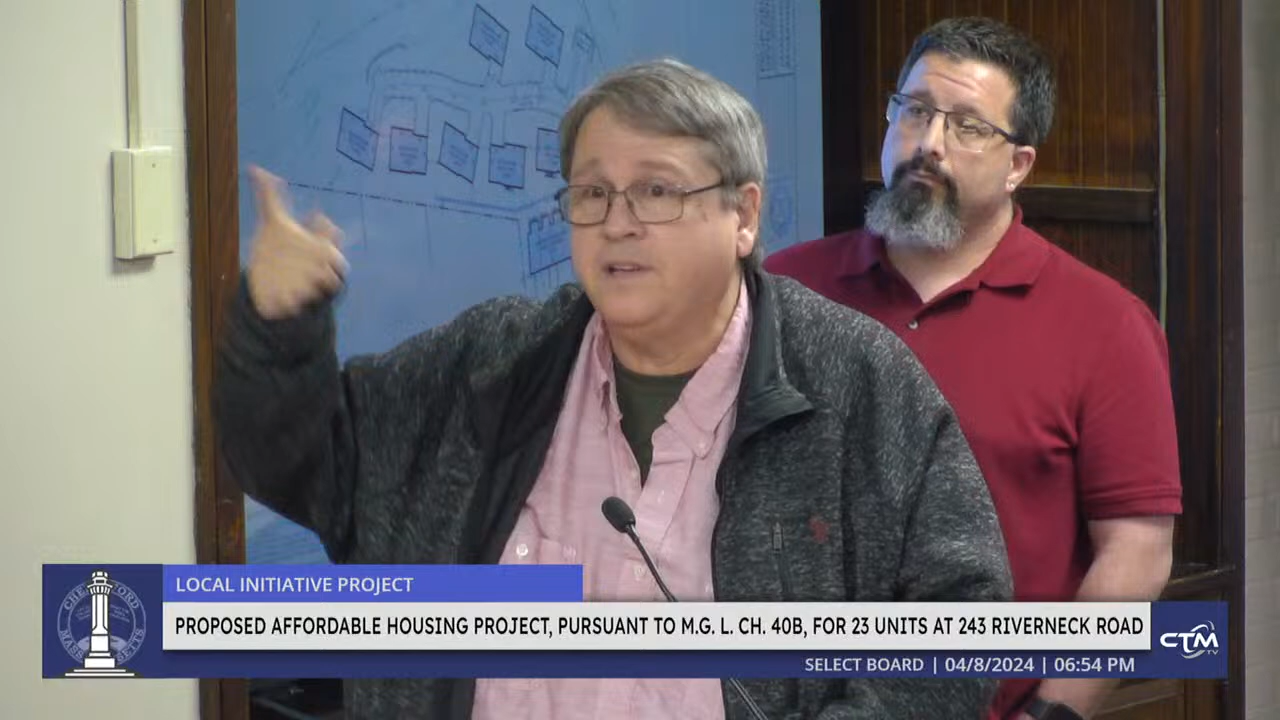 LOCAL INITIATIVE PROJECT
PROPOSED AFFORDABLE HOUSING PROJECT, PURSUANT TO M.G. L. CH. 40B, FOR 23 UNITS AT 243 RIVERNECK ROAD
SELECT BOARD | 04/8/2024 | 06:54 PM
CTM
TV